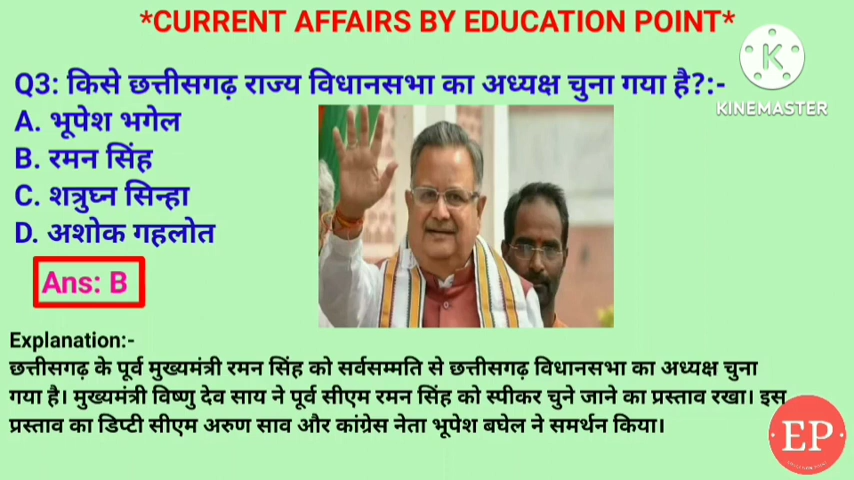 *CURRENT AFFAIRS BY EDUCATION POINT*
KINEMASTER
Q3: किसे छत्तीसगढ़ राज्य विधानसभा का अध्यक्ष चुना गया है?:-
A. भूपेश भगेल
B. रमन सिंह
C. शत्रुघ्न सिन्हा
D. अशोक गहलोत
Ans: B
Explanation:-
छत्तीसगढ़ के पूर्व मुख्यमंत्री रमन सिंह को सर्वसम्मति से छत्तीसगढ़ विधानसभा का अध्यक्ष चुना
गया है। मुख्यमंत्री विष्णु देव साय ने पूर्व सीएम रमन सिंह को स्पीकर चुने जाने का प्रस्ताव रखा। इस
प्रस्ताव का डिप्टी सीएम अरुण साव और कांग्रेस नेता भूपेश बघेल ने समर्थन किया।
EP